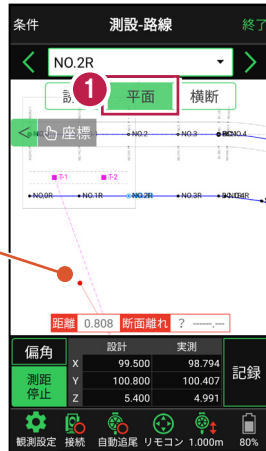 条件 測設-路線 終了
NO.2R
1
平面 横断
座標
NO.2 NO.3
T-1 T-2
NO.0R NO.1R NO.2R NO.3R
距離 0.808 断面離れ ? --.---
偏角 設計 実測
X 99.500 98.794 記録
測距停止 Y 100.800 100.407
Z 5.400 4.991
観測設定 接続 自動追尾 リモコン 1.000m 80%